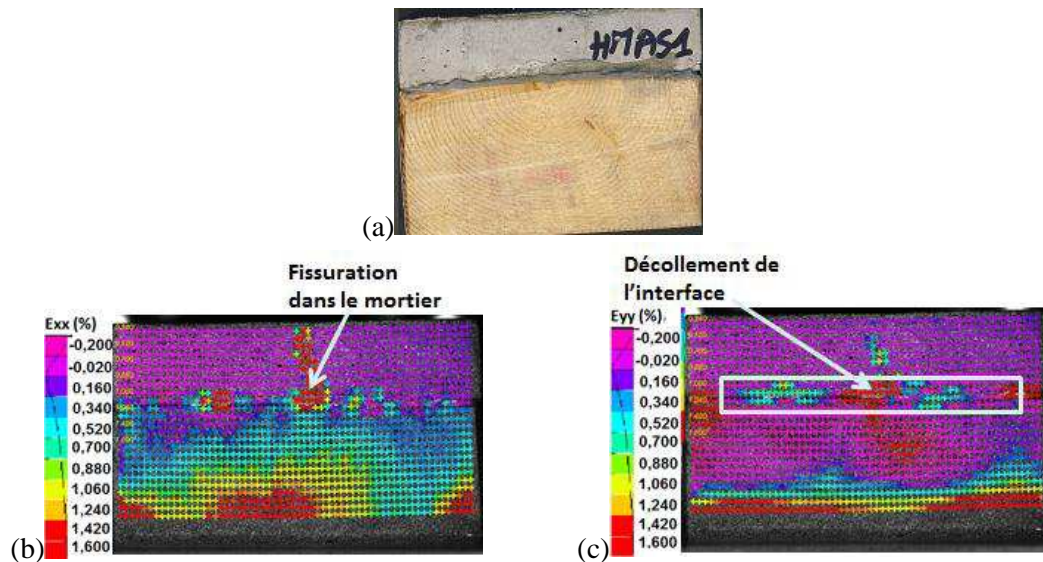 HMAS1
(a)
Fissuration
dans le mortier
Exx (%)
-0,200
-0,020
0,160
0,340
0,520
0,700
0,880
1,060
1,240
1,420
1,600
(b)
Décollement de
l'interface
Eyy (%)
-0,200
-0,020
0,160
0,340
0,520
0,700
0,880
1,060
1,240
1,420
1,600
(c)